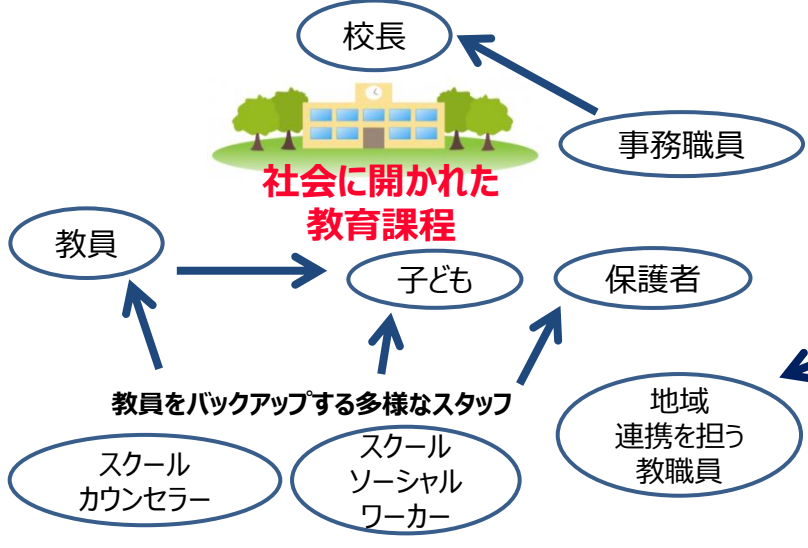 校長
事務職員
社会に開かれた
教育課程
教員
子ども
保護者
教員をバックアップする多様なスタッフ
スクール
カウンセラー
スクール
ソーシャル
ワーカー
地域
連携を担う
教職員